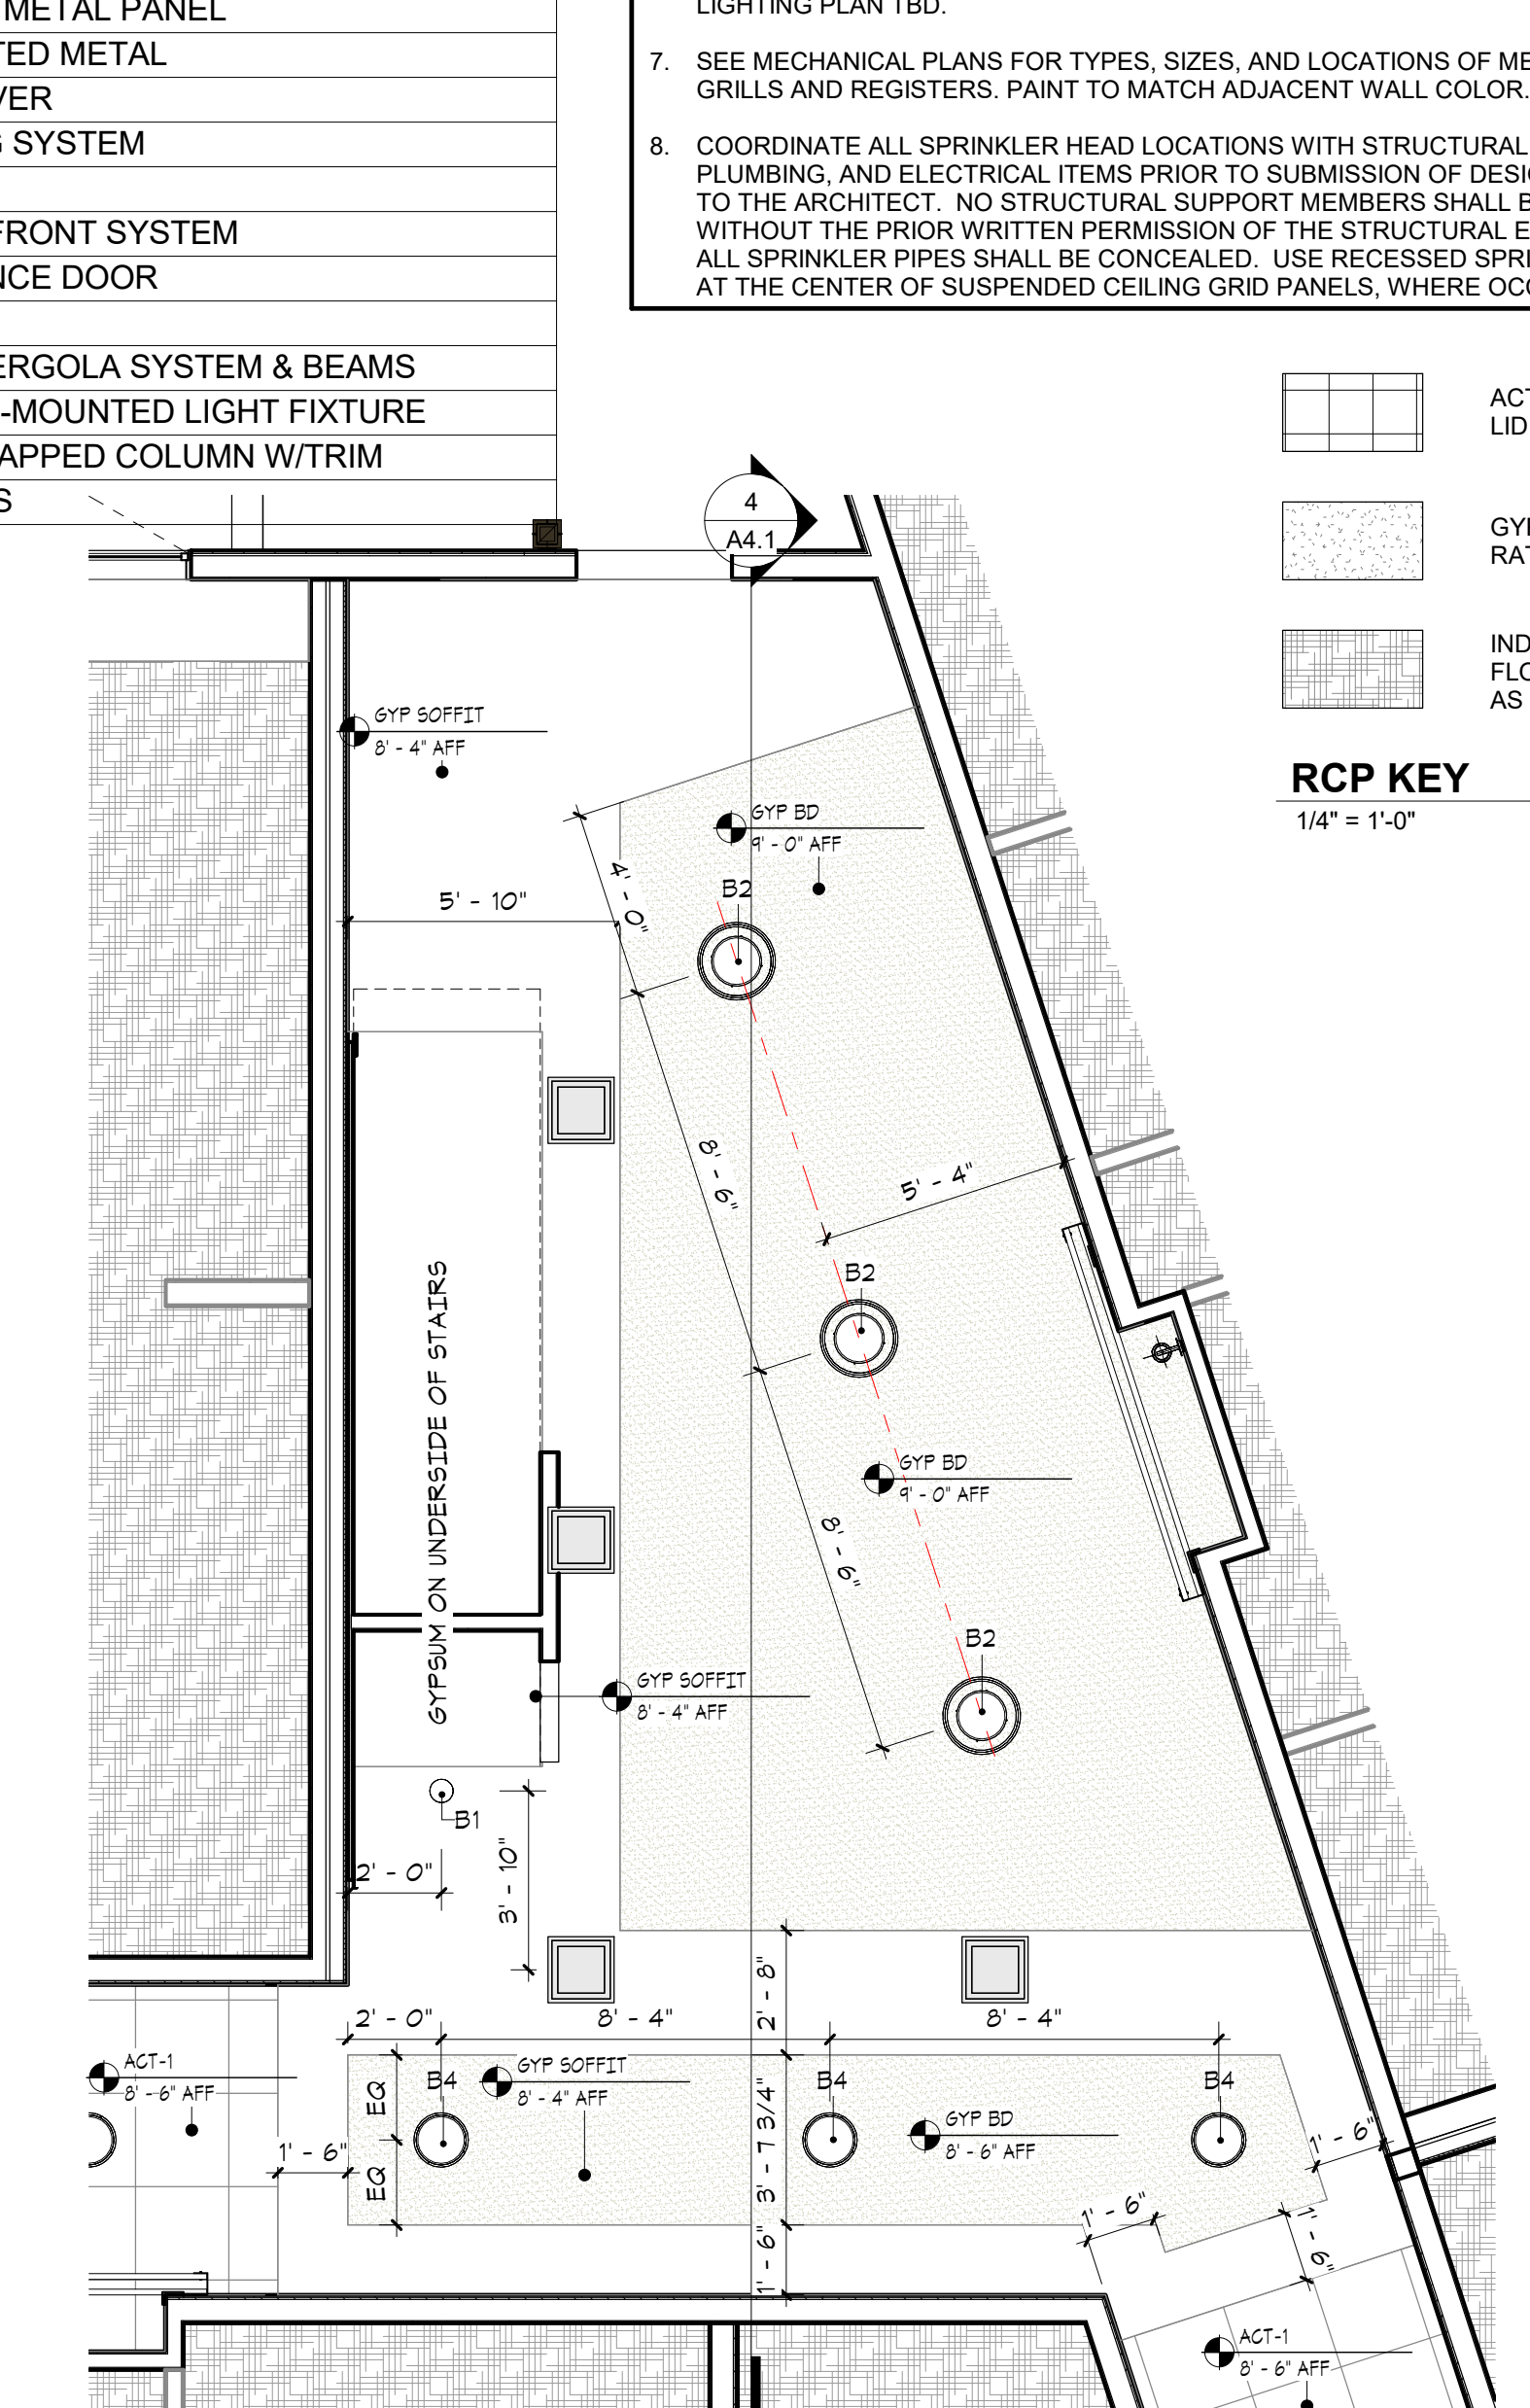 METAL PANEL
TED METAL
VER
G SYSTEM
FRONT SYSTEM
NCE DOOR
ERGOLA SYSTEM & BEAMS
-MOUNTED LIGHT FIXTURE
APPED COLUMN W/TRIM
S
LIGHTING PLAN TBD.
7. SEE MECHANICAL PLANS FOR TYPES, SIZES, AND LOCATIONS OF ME
GRILLS AND REGISTERS. PAINT TO MATCH ADJACENT WALL COLOR.
8. COORDINATE ALL SPRINKLER HEAD LOCATIONS WITH STRUCTURAL
PLUMBING, AND ELECTRICAL ITEMS PRIOR TO SUBMISSION OF DESIG
TO THE ARCHITECT. NO STRUCTURAL SUPPORT MEMBERS SHALL B
WITHOUT THE PRIOR WRITTEN PERMISSION OF THE STRUCTURAL E
ALL SPRINKLER PIPES SHALL BE CONCEALED. USE RECESSED SPRI
AT THE CENTER OF SUSPENDED CEILING GRID PANELS, WHERE OCC
ACT
LID
GYP
RAT
IND
FLO
AS
RCP KEY
1/4" = 1'-0"
4
A4.1
GYP SOFFIT
8' - 4" AFF
GYP BD
9' - 0" AFF
B2
4' - 0"
5' - 10"
8' - 6"
5' - 4"
B2
GYPSUM ON UNDERSIDE OF STAIRS
GYP BD
9' - 0" AFF
8' - 6"
B2
GYP SOFFIT
8' - 4" AFF
B1
2' - 0"
3' - 10"
2' - 8"
2' - 0"
8' - 4"
8' - 4"
ACT-1
8' - 6" AFF
EQ
B4
GYP SOFFIT
8' - 4" AFF
B4
GYP BD
8' - 6" AFF
B4
1' - 6"
1' - 6"
EQ
3' - 7 3/4"
1' - 6"
1' - 6"
1' - 6"
ACT-1
8' - 6" AFF